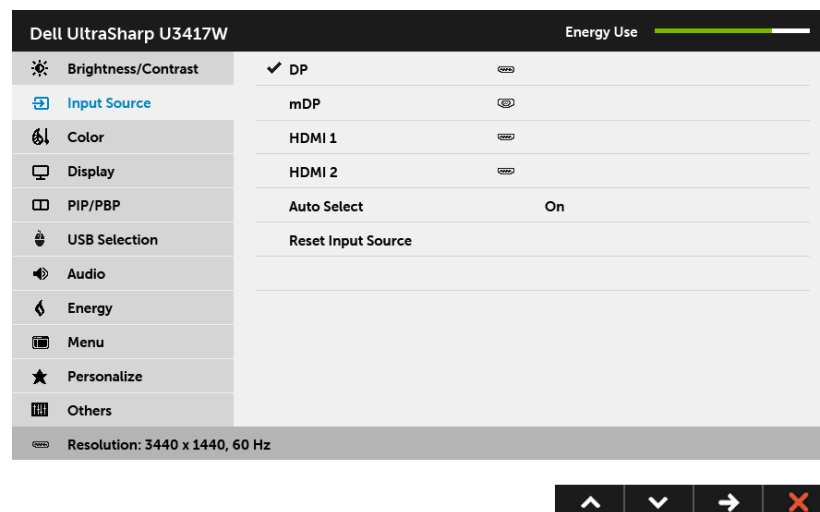 Dell UltraSharp U3417W Energy Use
Brightness/Contrast ✔ DP
Input Source mDP
Color HDMI 1
Display HDMI 2
PIP/PBP Auto Select On
USB Selection Reset Input Source
Audio
Energy
Menu
Personalize
Others
Resolution: 3440 x 1440, 60 Hz